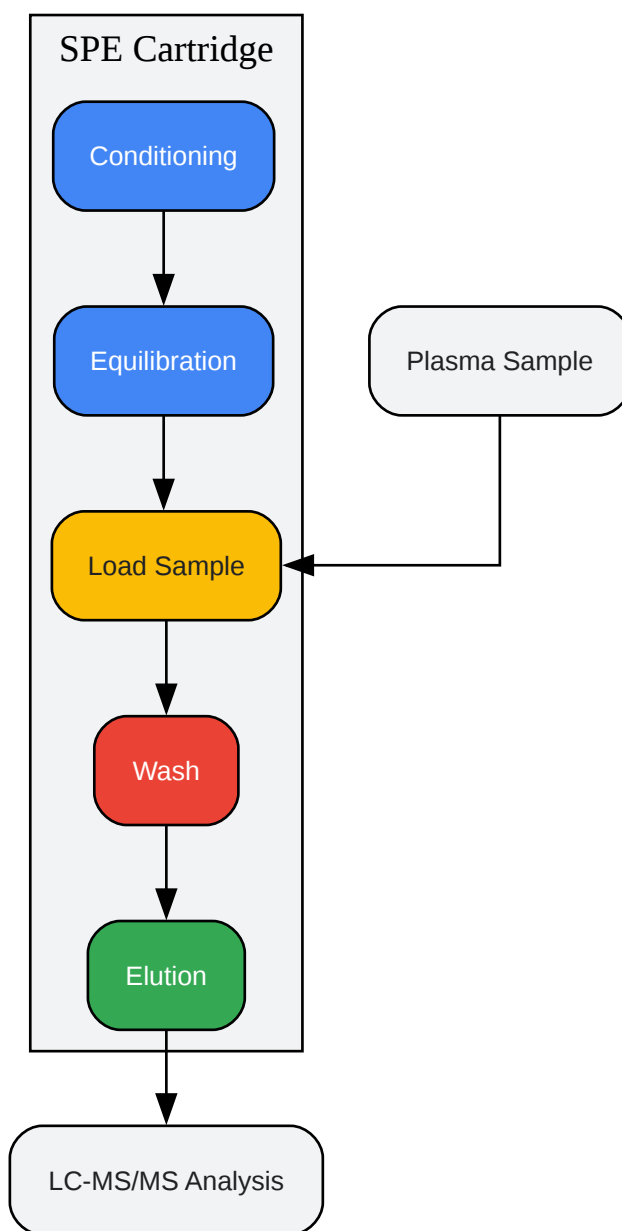 SPE Cartridge
Conditioning
Equilibration
Plasma Sample
Load Sample
Wash
Elution
LC-MS/MS Analysis